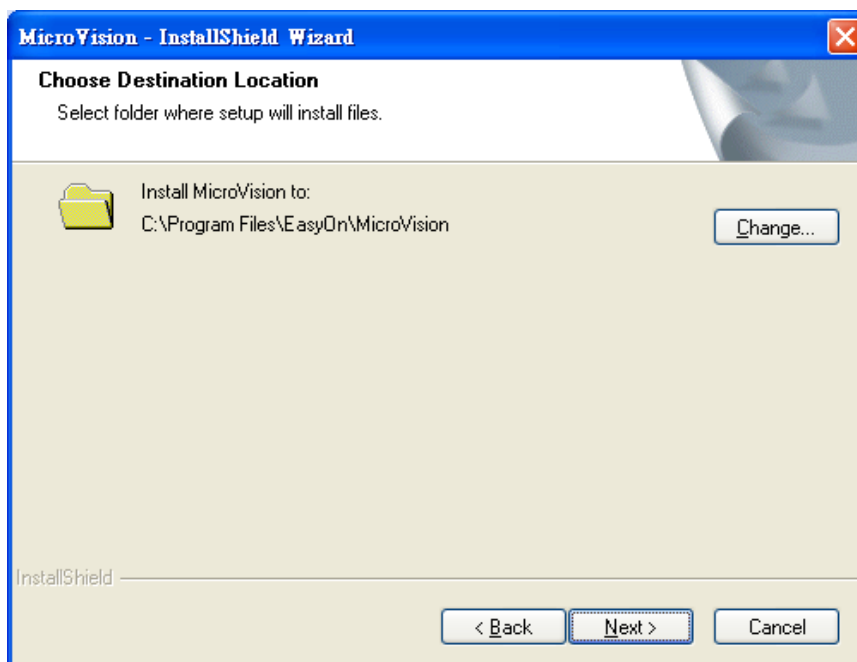 MicroVision - InstallShield Wizard
Choose Destination Location
Select folder where setup will install files.
Install MicroVision to:
C:\Program Files\EasyOn\MicroVision
Change...
InstallShield
< Back Next > Cancel